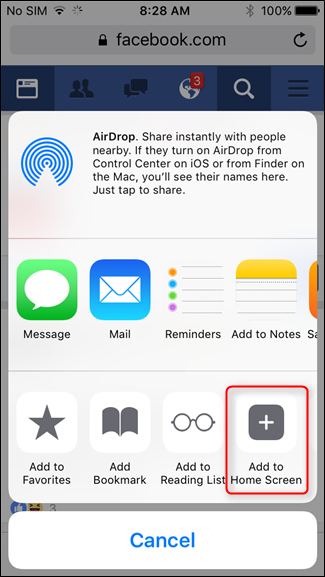 No SIM 8:28 AM 100%
facebook.com
3
AirDrop. Share instantly with people
nearby. If they turn on AirDrop from
Control Center on iOS or from Finder on
the Mac, you'll see their names here.
Just tap to share.
Message Mail Reminders Add to Notes Sa
Add to Favorites
Add Bookmark
Add to Reading List
Add to Home Screen
3
Cancel